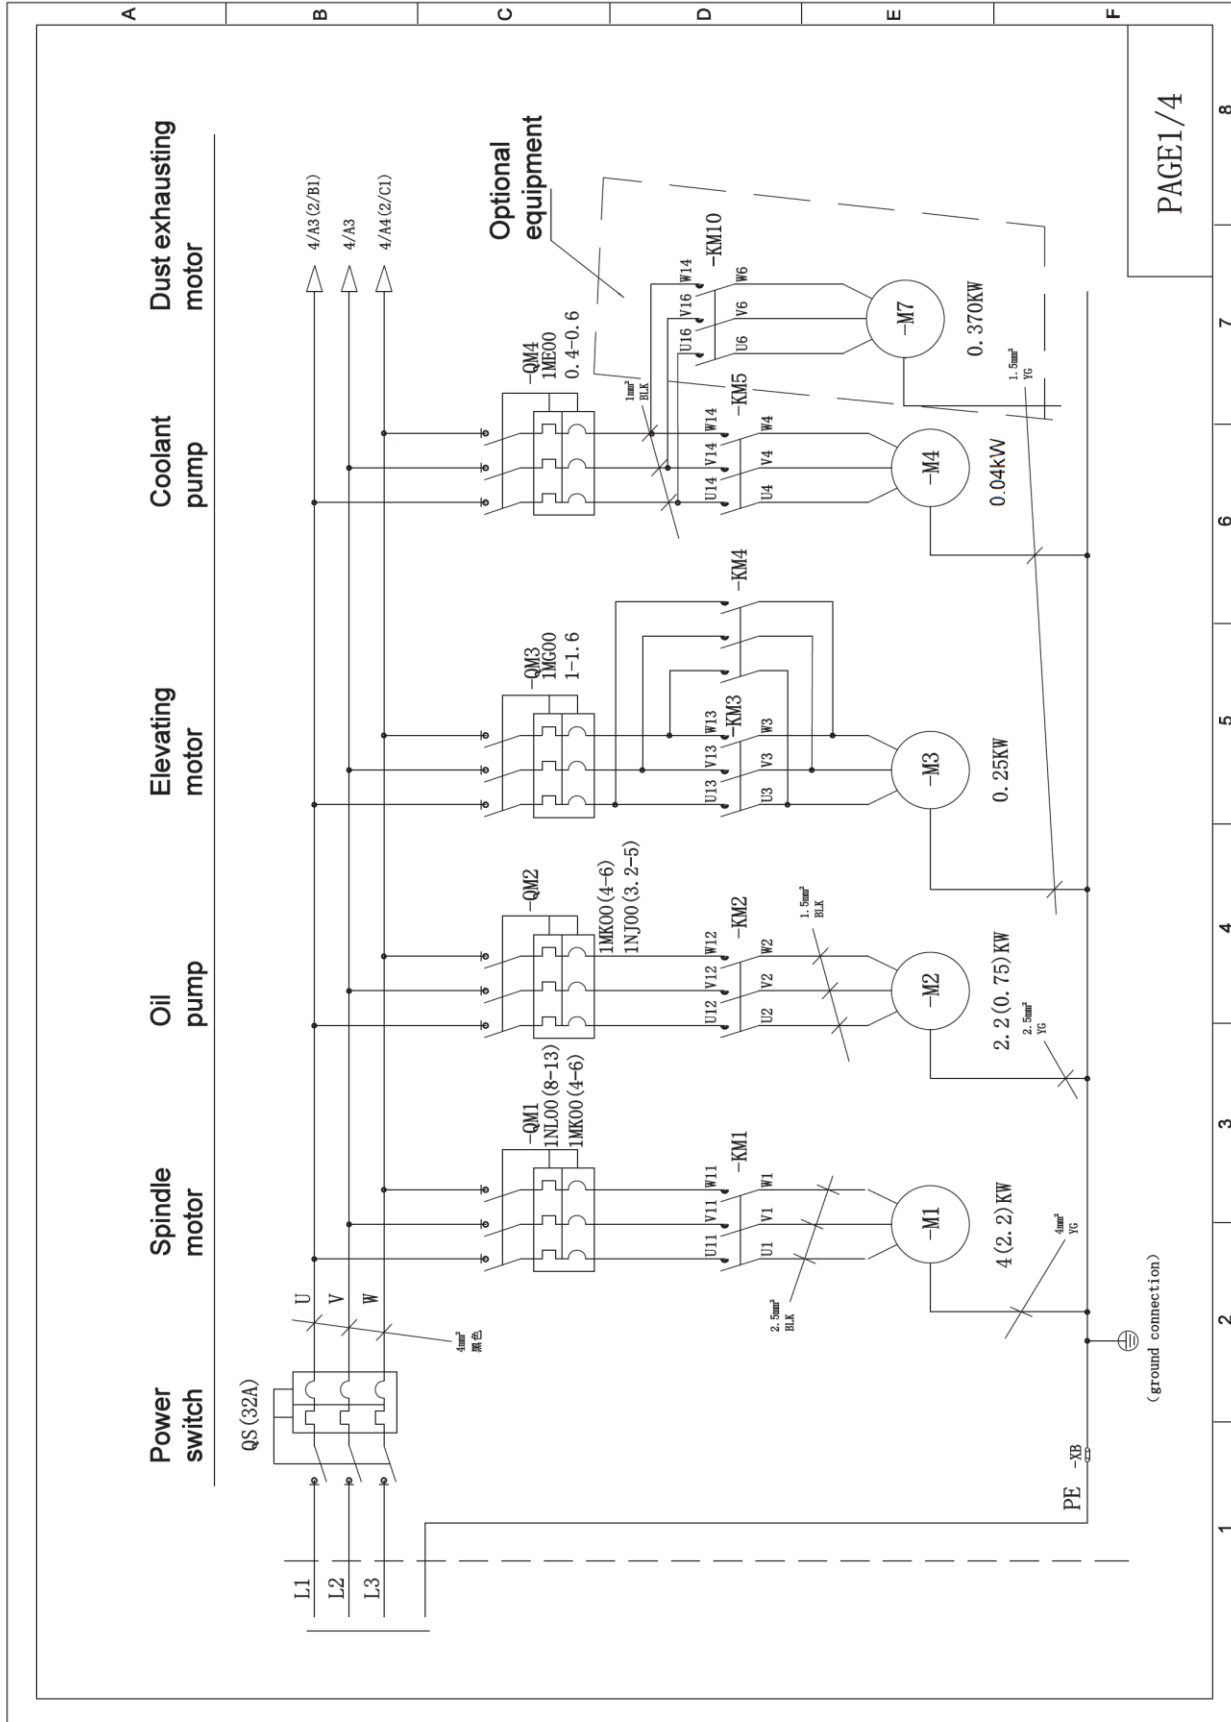 A
B
C
D
E
F
Power
switch
Spindle
motor
Oil
pump
Elevating
motor
Coolant
pump
Dust exhausting
motor
QS(32A)
L1
L2
L3
U
V
W
4mm²
黑色
4/A3(2/B1)
4/A3
4/A4(2/C1)
-QM1
1NL00(8-13)
1MK00(4-6)
-QM2
1MK00(4-6)
1NJ00(3.2-5)
-QM3
1MG00
1-1.6
-QM4
1ME00
0.4-0.6
Optional
equipment
1mm²
BLK
U11
V11
W11
-KM1
U1
V1
W1
U12
V12
W12
-KM2
U2
V2
W2
U13
V13
W13
-KM3
U3
V3
W3
-KM4
U14
V14
W14
-KM5
U4
V4
W4
U16
V16
W14
-KM10
U6
V6
W6
2.5mm²
BLK
1.5mm²
BLK
-M1
4(2.2)KW
-M2
2.2(0.75)KW
-M3
0.25KW
-M4
0.04kW
-M7
0.370KW
4mm²
YG
2.5mm²
YG
1.5mm²
YG
PE
-XB
(ground connection)
PAGE1/4
1
2
3
4
5
6
7
8